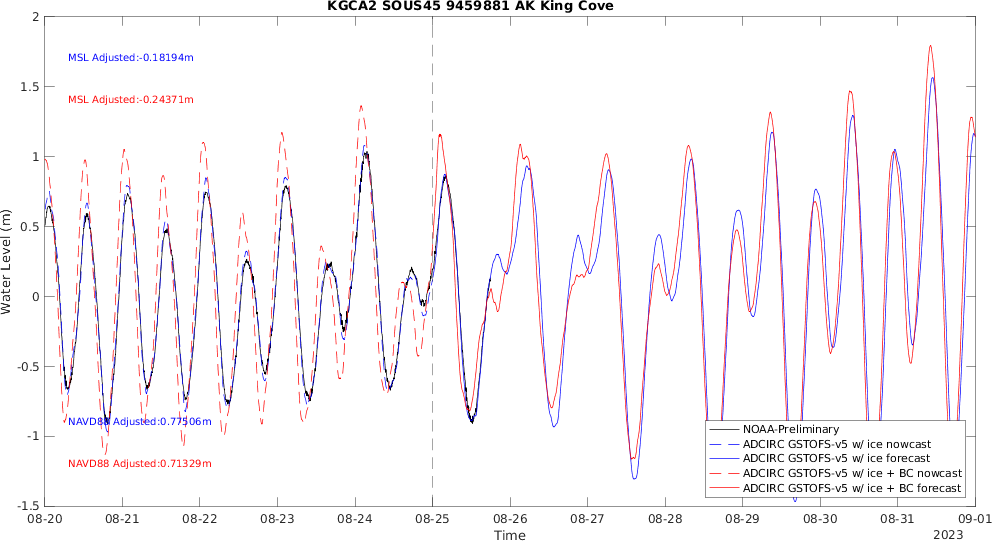 KGCA2 SOUS45 9459881 AK King Cove
2
1.5
1
0.5
0
-0.5
-1
-1.5
Water Level (m)
MSL Adjusted:-0.18194m
MSL Adjusted:-0.24371m
NAVD88 Adjusted:0.77506m
NAVD88 Adjusted:0.71329m
NOAA-Preliminary
ADCIRC GSTOFS-v5 w/ ice nowcast
ADCIRC GSTOFS-v5 w/ ice forecast
ADCIRC GSTOFS-v5 w/ ice + BC nowcast
ADCIRC GSTOFS-v5 w/ ice + BC forecast
08-20 08-21 08-22 08-23 08-24 08-25 08-26 08-27 08-28 08-29 08-30 08-31 09-01
Time
2023